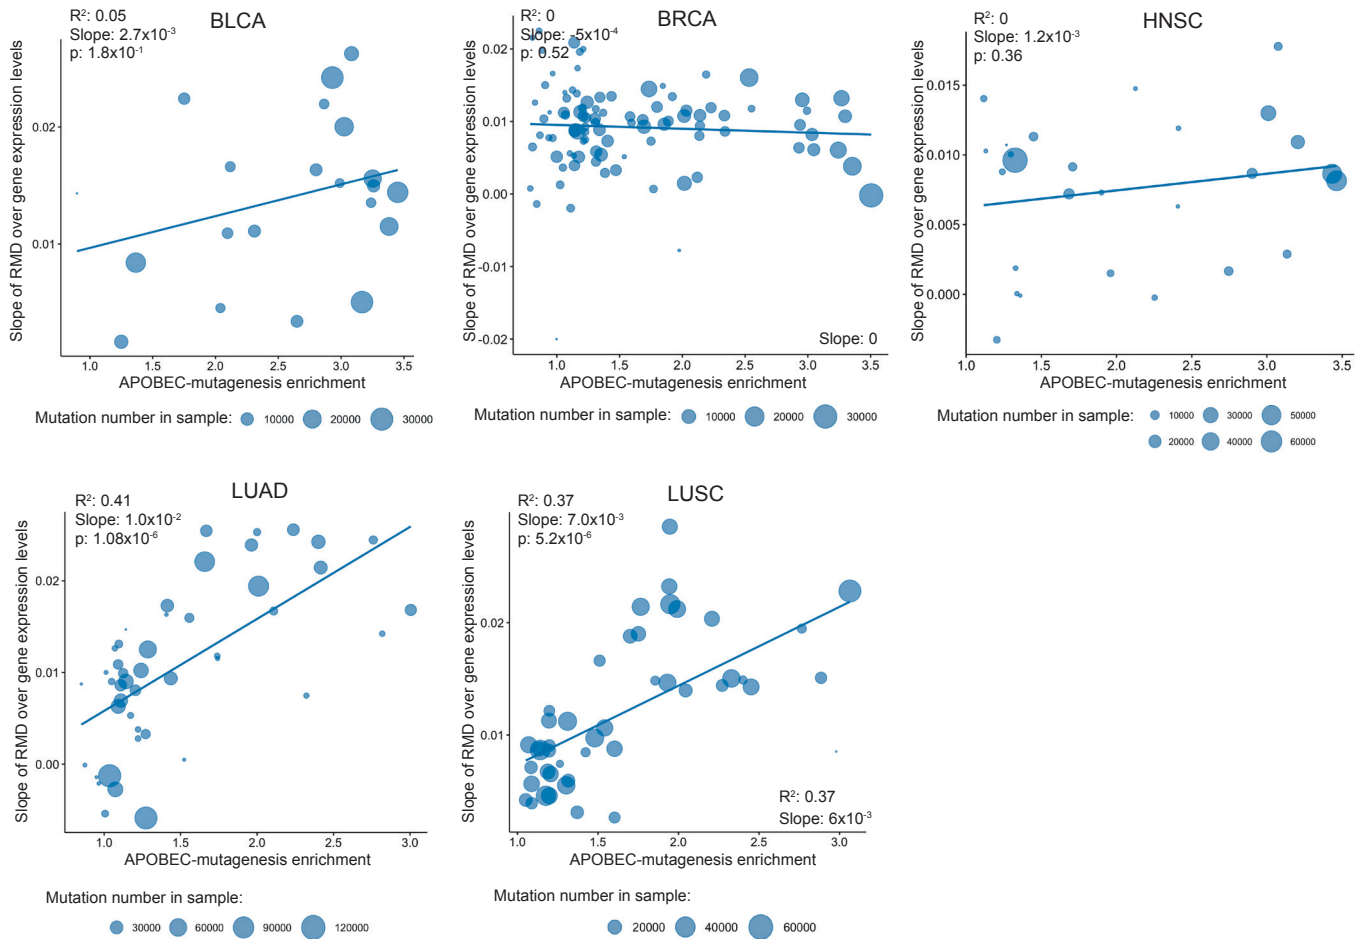 BLCA
R²: 0.05
Slope: 2.7x10⁻³
p: 1.8x10⁻¹
Slope of RMD over gene expression levels
0.02
0.01
1.0 1.5 2.0 2.5 3.0 3.5
APOBEC-mutagenesis enrichment
Mutation number in sample: 10000 20000 30000
BRCA
R²: 0
Slope: -5x10⁻⁴
p: 0.52
Slope of RMD over gene expression levels
0.02
0.01
0.00
-0.01
-0.02
Slope: 0
1.0 1.5 2.0 2.5 3.0 3.5
APOBEC-mutagenesis enrichment
Mutation number in sample: 10000 20000 30000
HNSC
R²: 0
Slope: 1.2x10⁻³
p: 0.36
Slope of RMD over gene expression levels
0.015
0.010
0.005
0.000
1.0 1.5 2.0 2.5 3.0 3.5
APOBEC-mutagenesis enrichment
Mutation number in sample: 10000 30000 50000
20000 40000 60000
LUAD
R²: 0.41
Slope: 1.0x10⁻²
p: 1.08x10⁻⁶
Slope of RMD over gene expression levels
0.02
0.01
0.00
1.0 1.5 2.0 2.5 3.0
APOBEC-mutagenesis enrichment
Mutation number in sample:
30000 60000 90000 120000
LUSC
R²: 0.37
Slope: 7.0x10⁻³
p: 5.2x10⁻⁶
Slope of RMD over gene expression levels
0.02
0.01
R²: 0.37
Slope: 6x10⁻³
1.0 1.5 2.0 2.5 3.0
APOBEC-mutagenesis enrichment
Mutation number in sample:
20000 40000 60000